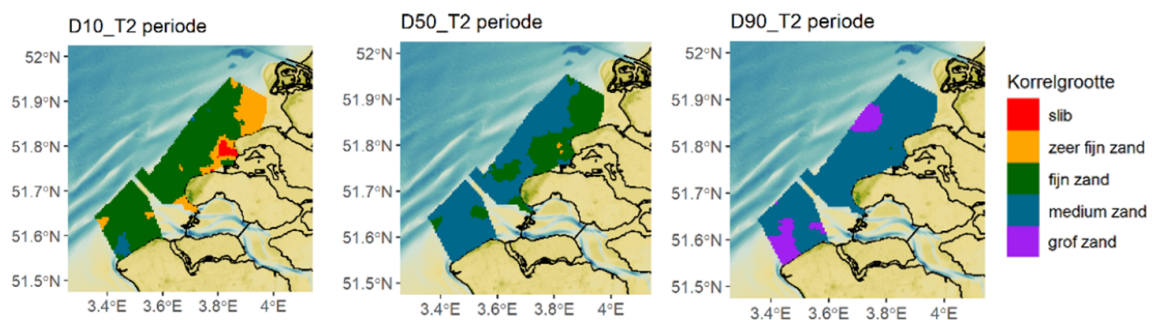 D10_T2 periode
52°N
51.9°N
51.8°N
51.7°N
51.6°N
51.5°N
3.4°E
3.6°E
3.8°E
4°E
D50_T2 periode
52°N
51.9°N
51.8°N
51.7°N
51.6°N
51.5°N
3.4°E
3.6°E
3.8°E
4°E
D90_T2 periode
52°N
51.9°N
51.8°N
51.7°N
51.6°N
51.5°N
3.4°E
3.6°E
3.8°E
4°E
Korrelgrootte
slib
zeer fijn zand
fijn zand
medium zand
grof zand